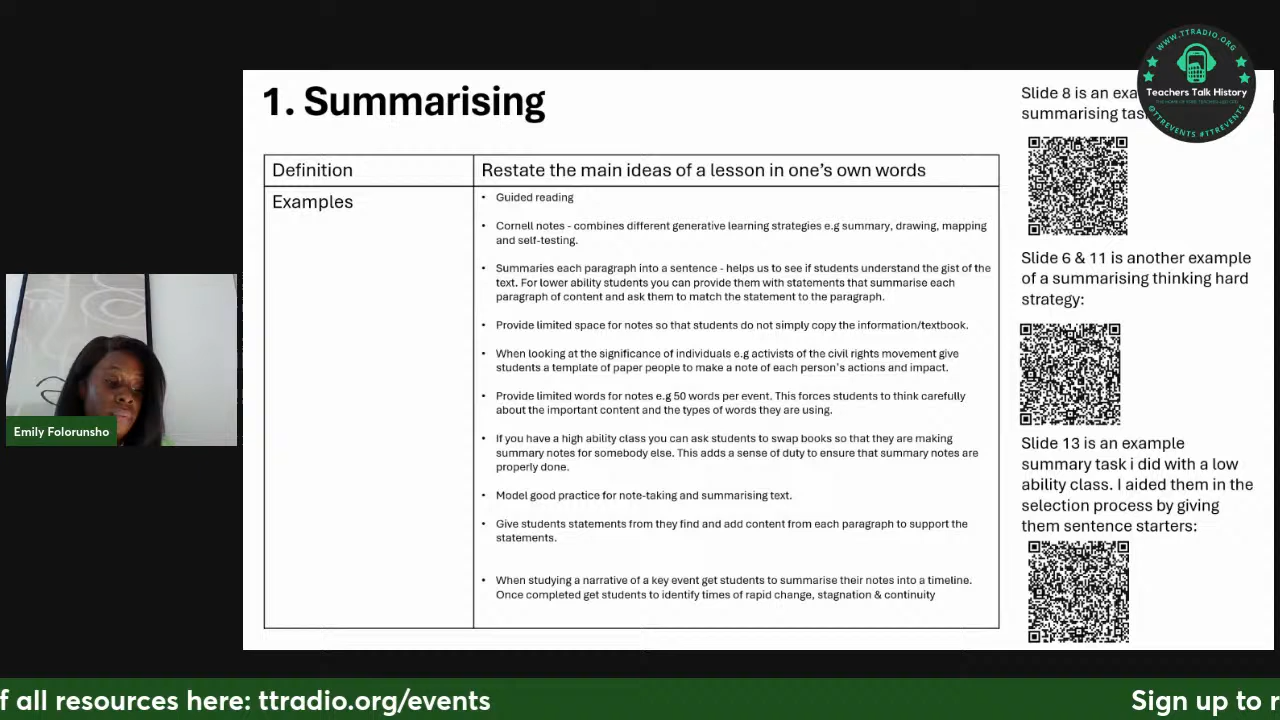 1. Summarising
Definition
Restate the main ideas of a lesson in one's own words
Examples
• Guided reading
• Cornell notes - combines different generative learning strategies e.g summary, drawing, mapping
and self-testing.
• Summaries each paragraph into a sentence - helps us to see if students understand the gist of the
text. For lower ability students you can provide them with statements that summarise each
paragraph of content and ask them to match the statement to the paragraph.
• Provide limited space for notes so that students do not simply copy the information/textbook.
• When looking at the significance of individuals e.g activists of the civil rights movement give
students a template of paper people to make a note of each person's actions and impact.
• Provide limited words for notes e.g 50 words per event. This forces students to think carefully
about the important content and the types of words they are using.
• If you have a high ability class you can ask students to swap books so that they are making
summary notes for somebody else. This adds a sense of duty to ensure that summary notes are
properly done.
• Model good practice for note-taking and summarising text.
• Give students statements from they find and add content from each paragraph to support the
statements.
• When studying a narrative of a key event get students to summarise their notes into a timeline.
Once completed get students to identify times of rapid change, stagnation & continuity
Slide 8 is an exa
summarising tas
WWW.TTRADIO.ORG
Teachers Talk History
@TTREVENTS #TTREVENTS
Slide 6 & 11 is another example
of a summarising thinking hard
strategy:
Slide 13 is an example
summary task i did with a low
ability class. I aided them in the
selection process by giving
them sentence starters:
Emily Folorunsho
f all resources here: ttradio.org/events
Sign up to r